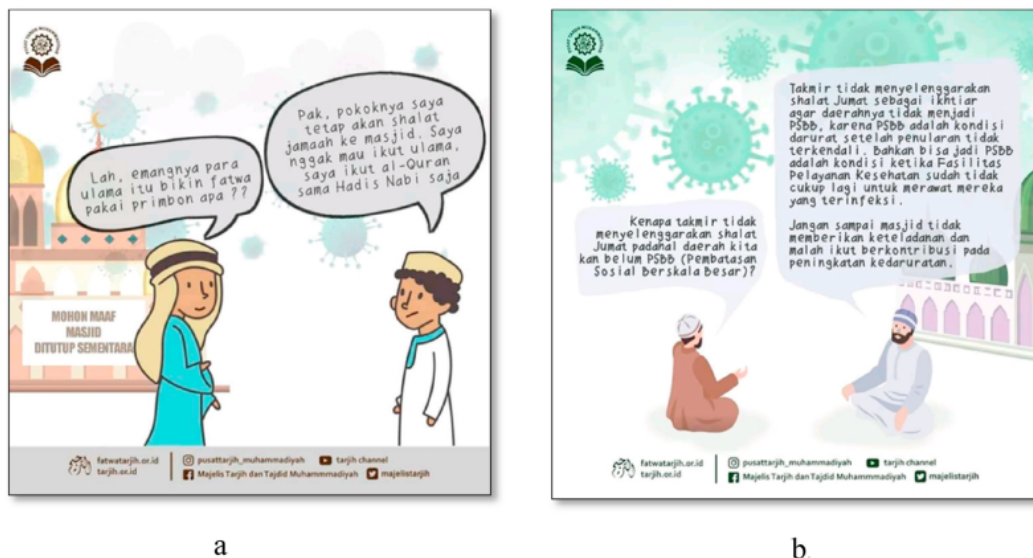 PUSAT TARJIH MUHAMMADIYAH
Pak, pokoknya saya
tetap akan shalat
jamaah ke masjid. Saya
nggak mau ikut ulama,
saya ikut al-Quran
sama Hadis Nabi saja
Lah, emangnya para
ulama itu bikin fatwa
pakai primbon apa ??
MOHON MAAF
MASJID
DITUTUP SEMENTARA
fatwatarjih.or.id
tarjih.or.id
pusattarjih_muhammadiyah
tarjih channel
Majelis Tarjih dan Tajdid Muhammmadiyah
majelistarjih
a
PUSAT TARJIH MUHAMMADIYAH
Kenapa takmir tidak
menyelenggarakan shalat
Jumat padahal daerah kita
kan belum PSBB (Pembatasan
Sosial Berskala Besar)?
Takmir tidak menyelenggarakan
shalat Jumat sebagai ikhtiar
agar daerahnya tidak menjadi
PSBB, karena PSBB adalah kondisi
darurat setelah penularan tidak
terkendali. Bahkan bisa jadi PSBB
adalah kondisi ketika Fasilitas
Pelayanan Kesehatan sudah tidak
cukup lagi untuk merawat mereka
yang terinfeksi.
Jangan sampai masjid tidak
memberikan keteladanan dan
malah ikut berkontribusi pada
peningkatan kedaruratan.
fatwatarjih.or.id
tarjih.or.id
pusattarjih_muhammadiyah
tarjih channel
Majelis Tarjih dan Tajdid Muhammmadiyah
majelistarjih
b.